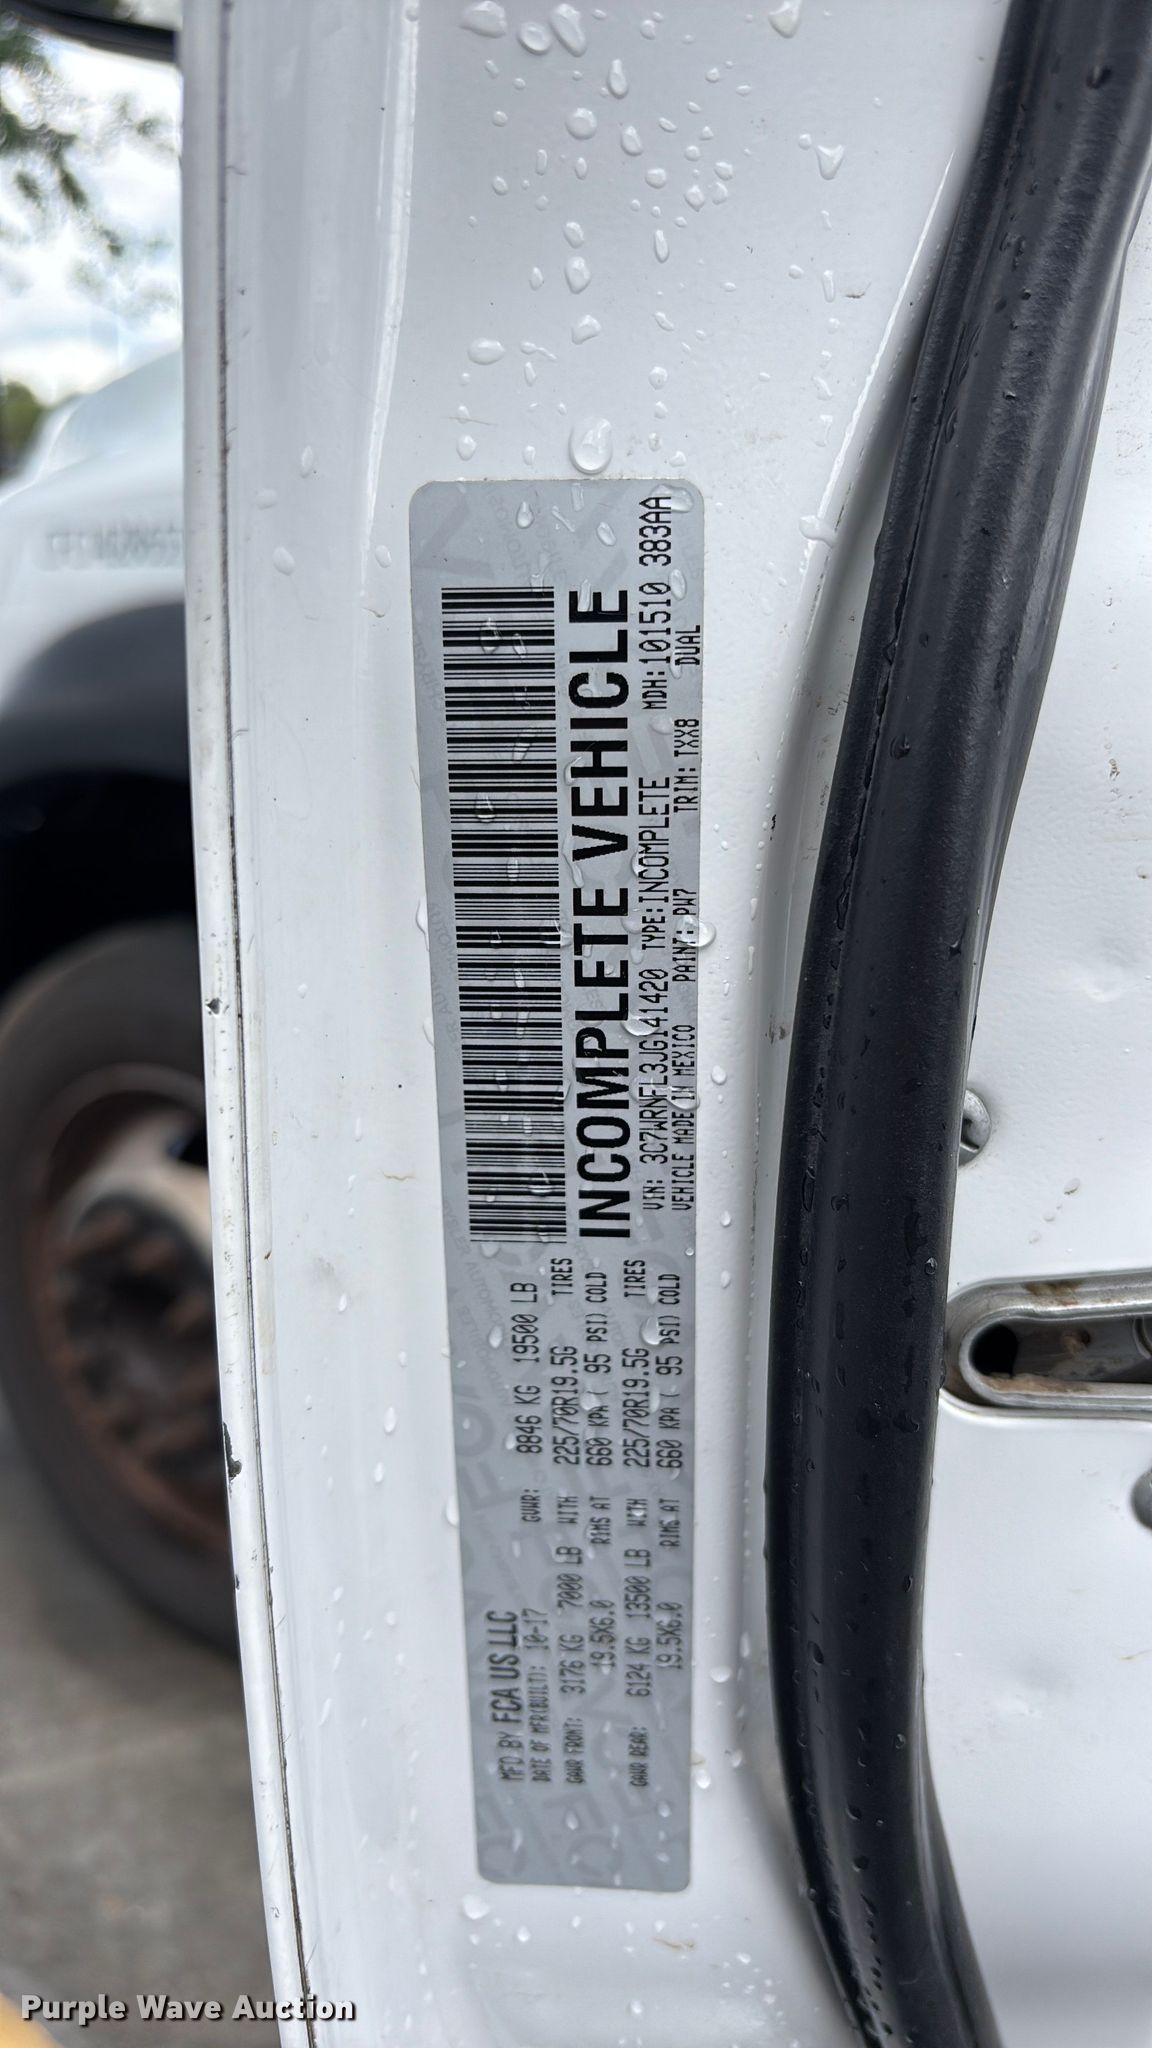 MFD BY FCA US LLC
DATE OF MFR(BUILT): 10-17 GVWR: 8846 KG 19500 LB
GAWR FRONT: 3176 KG 7000 LB WITH 225/70R19.5G TIRES
19.5X6.0 RIMS AT 660 KPA( 95 PSI) COLD
GAWR REAR: 6124 KG 13500 LB WITH 225/70R19.5G TIRES
19.5X6.0 RIMS AT 660 KPA( 95 PSI) COLD
INCOMPLETE VEHICLE
VIN: 3C7WRNFL3JG141420 TYPE:INCOMPLETE MDH:101510 383AA
VEHICLE MADE IN MEXICO PAINT: PW7 TRIM: TXX8 DUAL
Purple Wave Auction